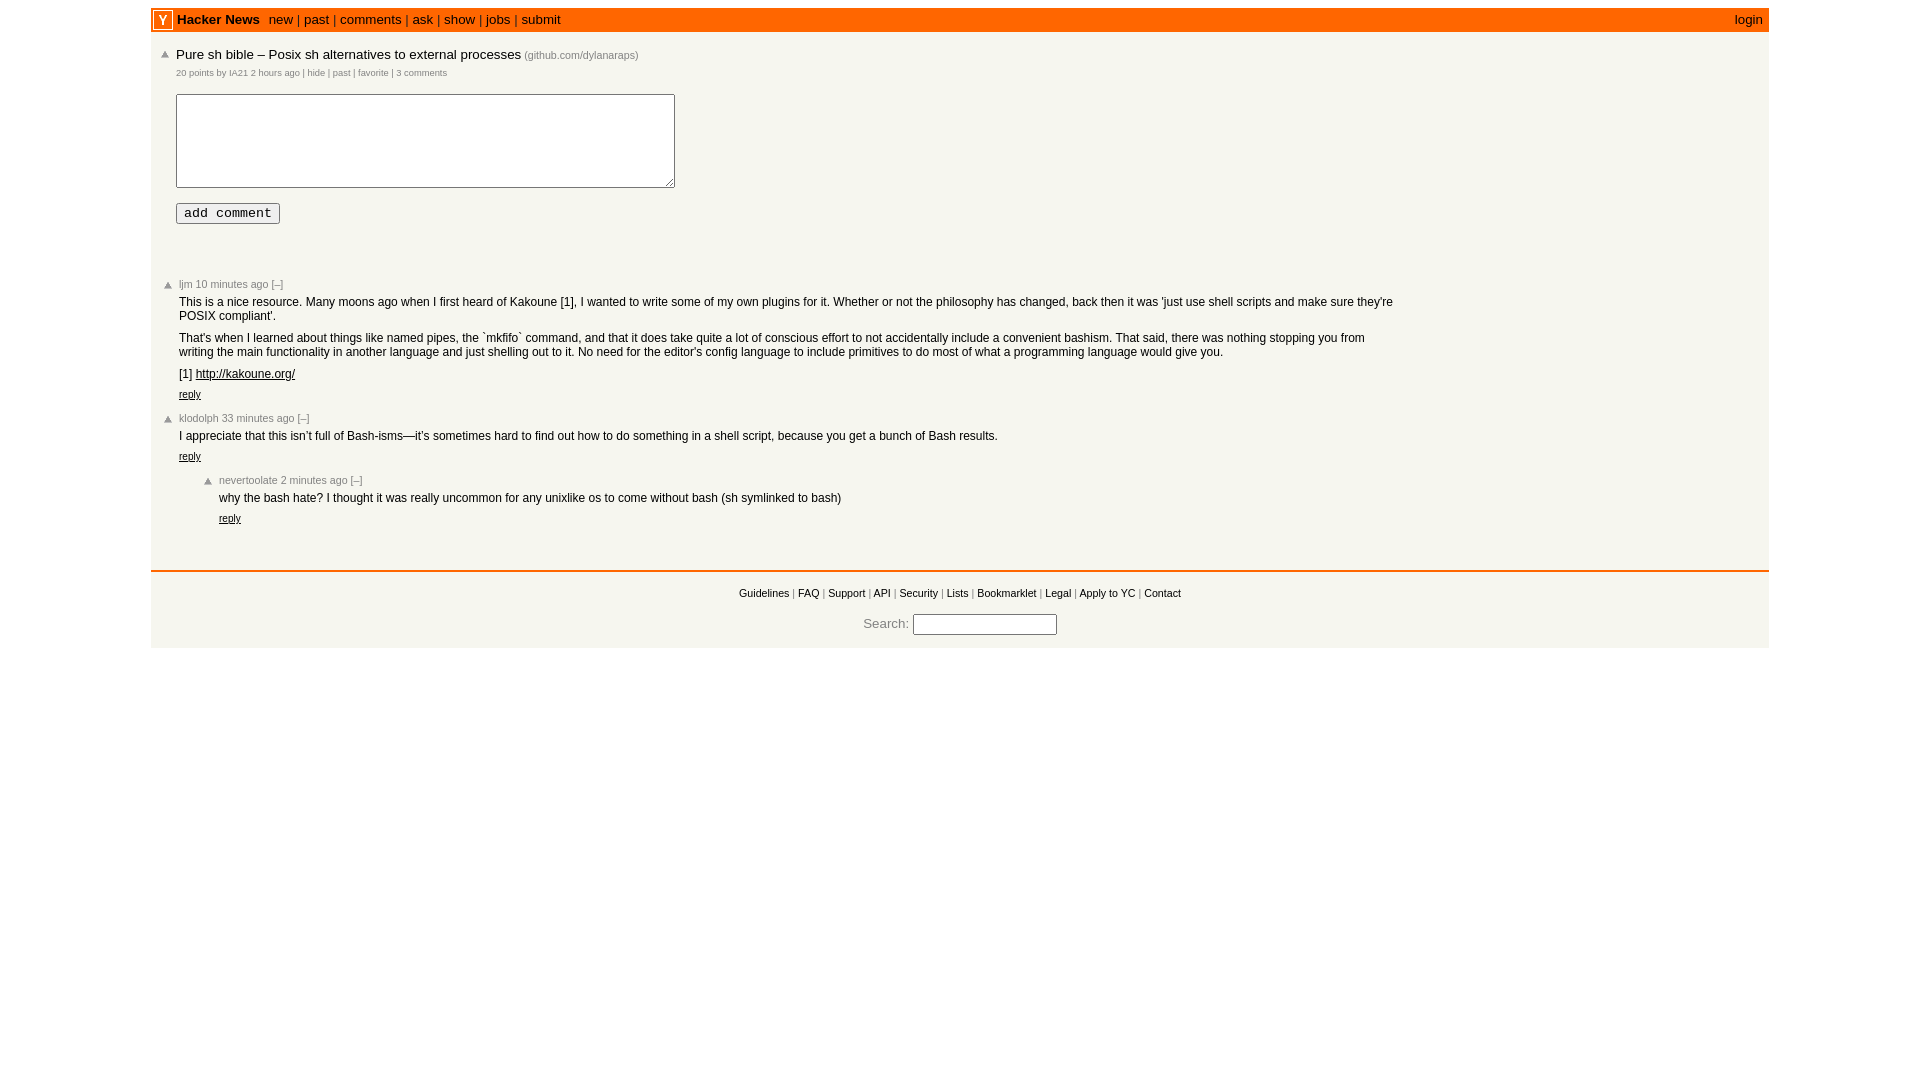 Y Hacker News new | past | comments | ask | show | jobs | submit login
Pure sh bible – Posix sh alternatives to external processes (github.com/dylanaraps)
20 points by IA21 2 hours ago | hide | past | favorite | 3 comments
add comment
ljm 10 minutes ago [–]
This is a nice resource. Many moons ago when I first heard of Kakoune [1], I wanted to write some of my own plugins for it. Whether or not the philosophy has changed, back then it was 'just use shell scripts and make sure they're
POSIX compliant'.
That's when I learned about things like named pipes, the `mkfifo` command, and that it does take quite a lot of conscious effort to not accidentally include a convenient bashism. That said, there was nothing stopping you from
writing the main functionality in another language and just shelling out to it. No need for the editor's config language to include primitives to do most of what a programming language would give you.
[1] http://kakoune.org/
reply
klodolph 33 minutes ago [–]
I appreciate that this isn’t full of Bash-isms—it’s sometimes hard to find out how to do something in a shell script, because you get a bunch of Bash results.
reply
nevertoolate 2 minutes ago [–]
why the bash hate? I thought it was really uncommon for any unixlike os to come without bash (sh symlinked to bash)
reply
Guidelines | FAQ | Support | API | Security | Lists | Bookmarklet | Legal | Apply to YC | Contact
Search: